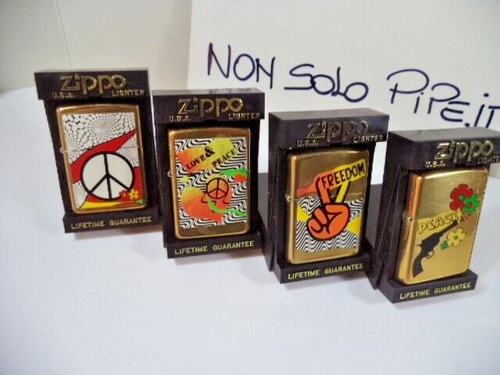 NON SOLO PIPE.it
Zippo
U.S.A. LIGHTER
LIFETIME GUARANTEE
Zippo
U.S.A. LIGHTER
LOVE &
PEACE
LIFETIME GUARANTEE
Zippo
U.S.A. LIGHTER
FREEDOM
LIFETIME GUARANTEE
Zippo
U.S.A. LIGHTER
PEACE
LIFETIME GUARANTEE